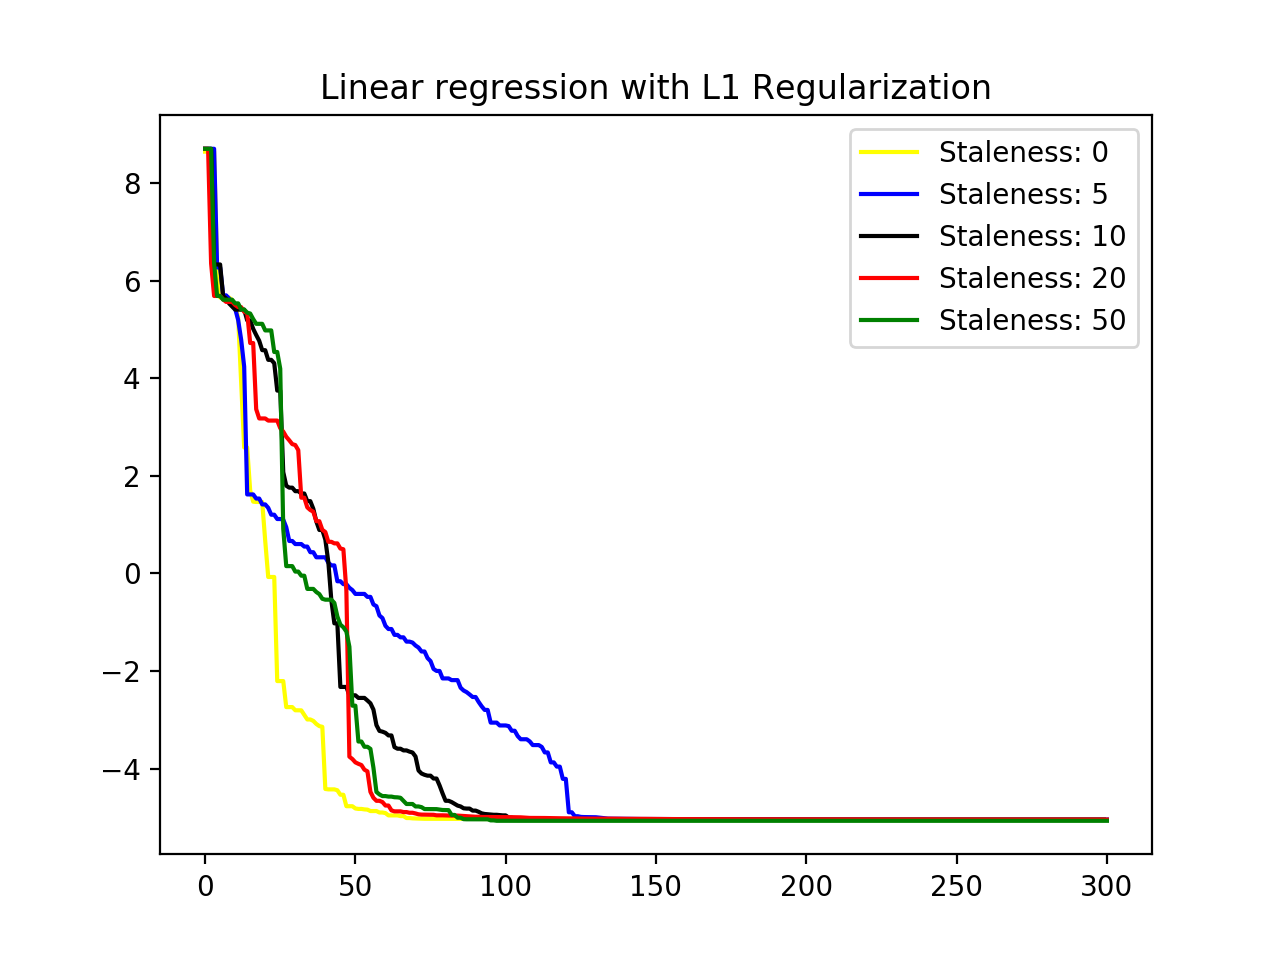 Linear regression with L1 Regularization
Staleness: 0
Staleness: 5
Staleness: 10
Staleness: 20
Staleness: 50
8
6
4
2
0
−2
−4
0 50 100 150 200 250 300